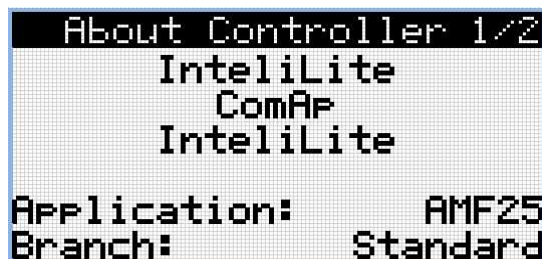 About Controller 1/2
InteliLite
ComAp
InteliLite
Application: AMF25
Branch: Standard